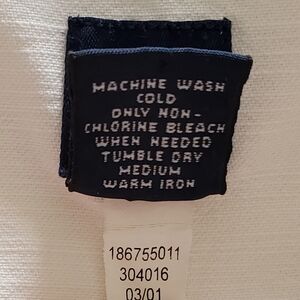 MACHINE WASH
COLD
ONLY NON-
CHLORINE BLEACH
WHEN NEEDED
TUMBLE DRY
MEDIUM
WARM IRON
186755011
304016
03/01